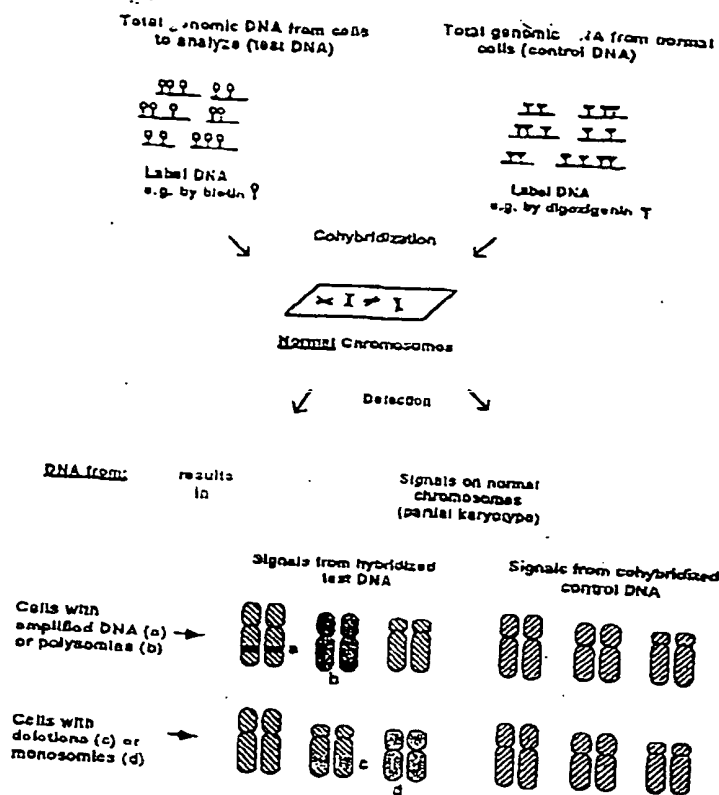 Total genomic DNA from cells
to analyze (test DNA)
Total genomic DNA from normal
cells (control DNA)
Label DNA
e.g. by biotin
Label DNA
e.g. by digoxigenin
Cohybridization
Normal Chromosomes
Detection
DNA from:
results
in
Signals on normal
chromosomes
(partial karyotype)
Signals from hybridized
test DNA
Signals from cohybridized
control DNA
Cells with
amplified DNA (a)
or polysomies (b)
a
b
Cells with
deletions (c) or
monosomies (d)
c
d